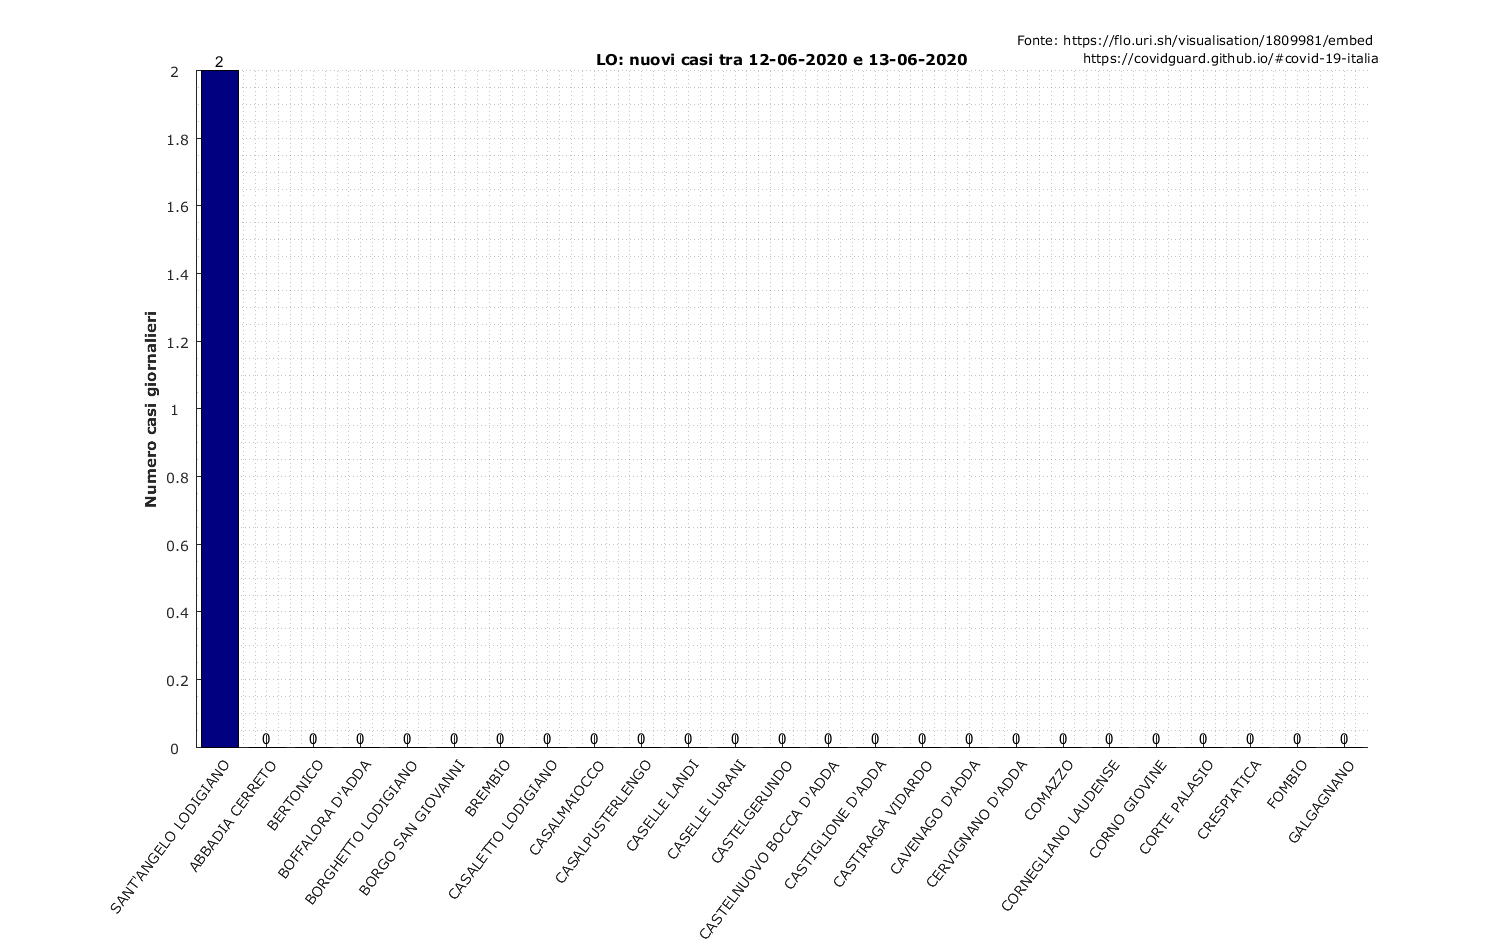 Fonte: https://flo.uri.sh/visualisation/1809981/embed
https://covidguard.github.io/#covid-19-italia
LO: nuovi casi tra 12-06-2020 e 13-06-2020
Numero casi giornalieri
2
1.8
1.6
1.4
1.2
1
0.8
0.6
0.4
0.2
0
2
0 0 0 0 0 0 0 0 0 0 0 0 0 0 0 0 0 0 0 0 0 0 0 0
SANT'ANGELO LODIGIANO
ABBADIA CERRETO
BERTONICO
BOFFALORA D'ADDA
BORGHETTO LODIGIANO
BORGO SAN GIOVANNI
BREMBIO
CASALETTO LODIGIANO
CASALMAIOCCO
CASALPUSTERLENGO
CASELLE LANDI
CASELLE LURANI
CASTELGERUNDO
CASTELNUOVO BOCCA D'ADDA
CASTIGLIONE D'ADDA
CASTIRAGA VIDARDO
CAVENAGO D'ADDA
CERVIGNANO D'ADDA
COMAZZO
CORNEGLIANO LAUDENSE
CORNO GIOVINE
CORTE PALASIO
CRESPIATICA
FOMBIO
GALGAGNANO